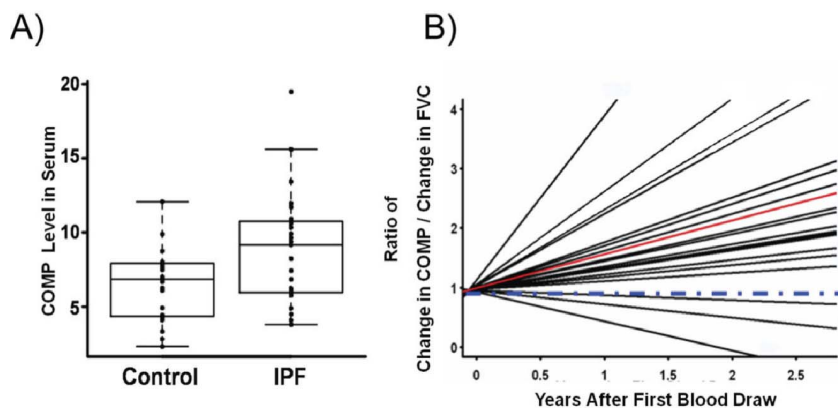 A)
B)
COMP Level in Serum
20
15
10
5
Control
IPF
Ratio of
Change in COMP / Change in FVC
4
3
2
1
0
0
0.5
1
1.5
2
2.5
Years After First Blood Draw